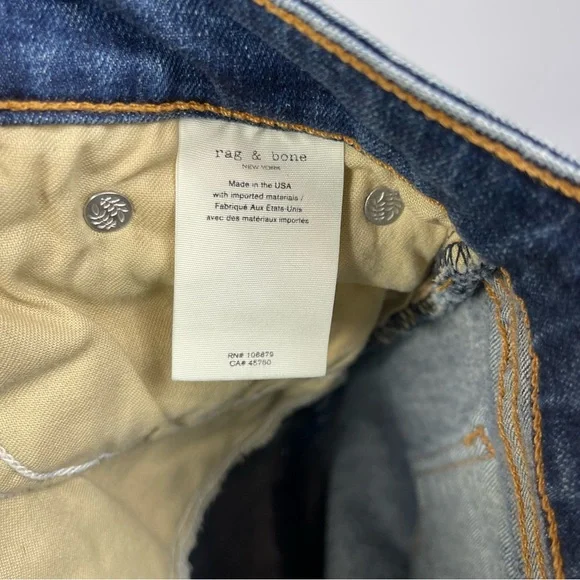 rag & bone
NEW YORK
Made in the USA
with imported materials /
Fabriqué Aux États-Unis
avec des matériaux importés
RN# 106879
CA# 45760